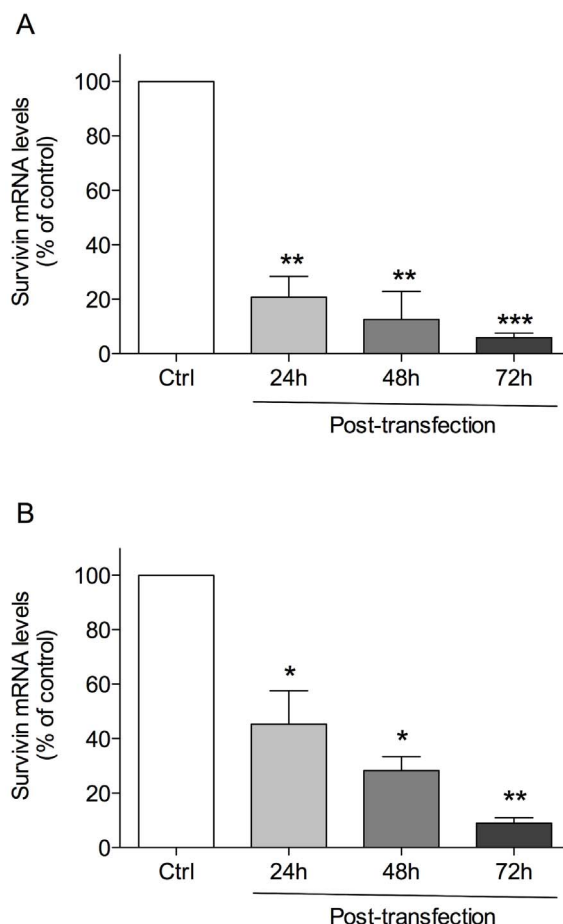 A
Survivin mRNA levels
(% of control)
100
80
60
40
20
0
**
**
***
Ctrl
24h
48h
72h
Post-transfection
B
Survivin mRNA levels
(% of control)
100
80
60
40
20
0
*
*
**
Ctrl
24h
48h
72h
Post-transfection